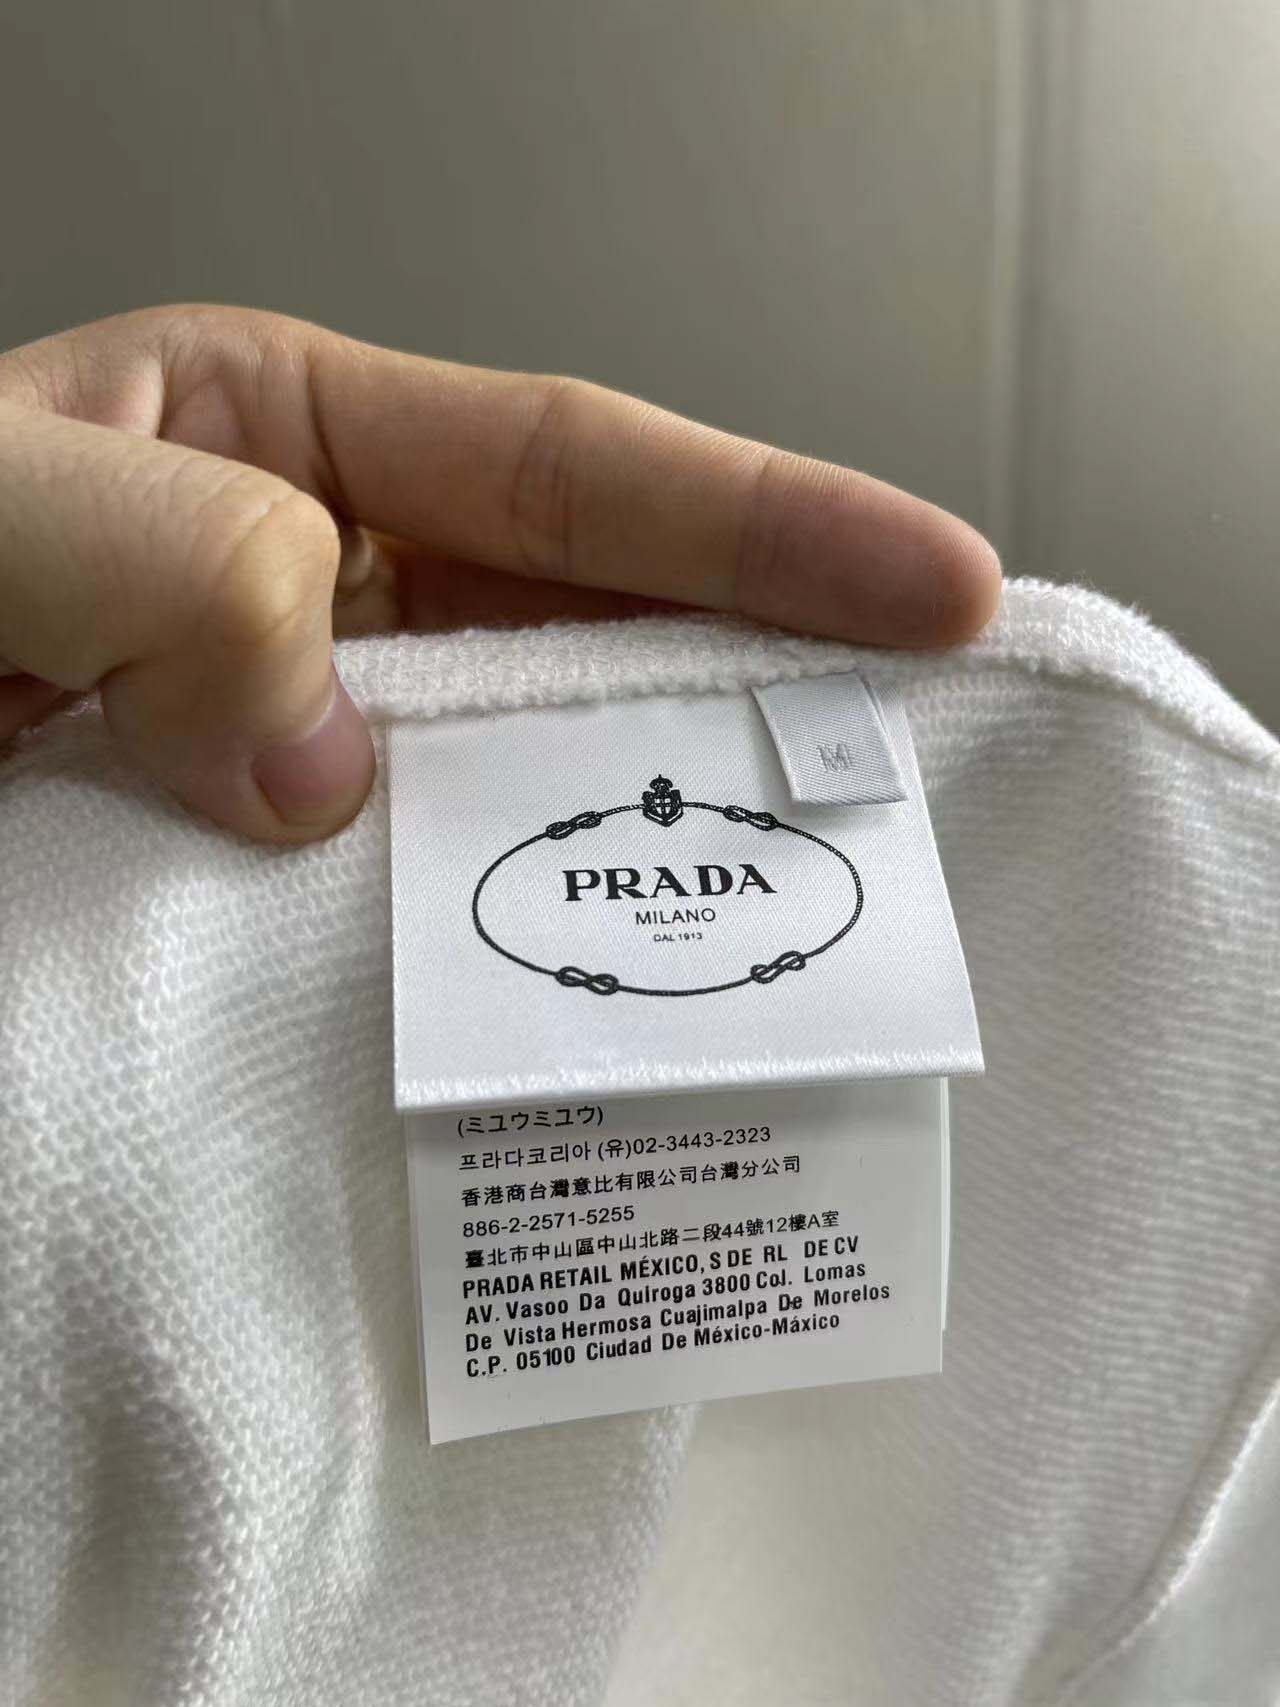 M
PRADA
MILANO
DAL 1913
(ミユウミユウ)
프라다코리아 (유)02-3443-2323
香港商台灣意比有限公司台灣分公司
886-2-2571-5255
臺北市中山區中山北路二段44號12樓A室
PRADA RETAIL MÉXICO, S DE RL DE CV
AV. Vasoo Da Quiroga 3800 Col. Lomas
De Vista Hermosa Cuajimalpa De Morelos
C.P. 05100 Ciudad De México-Máxico